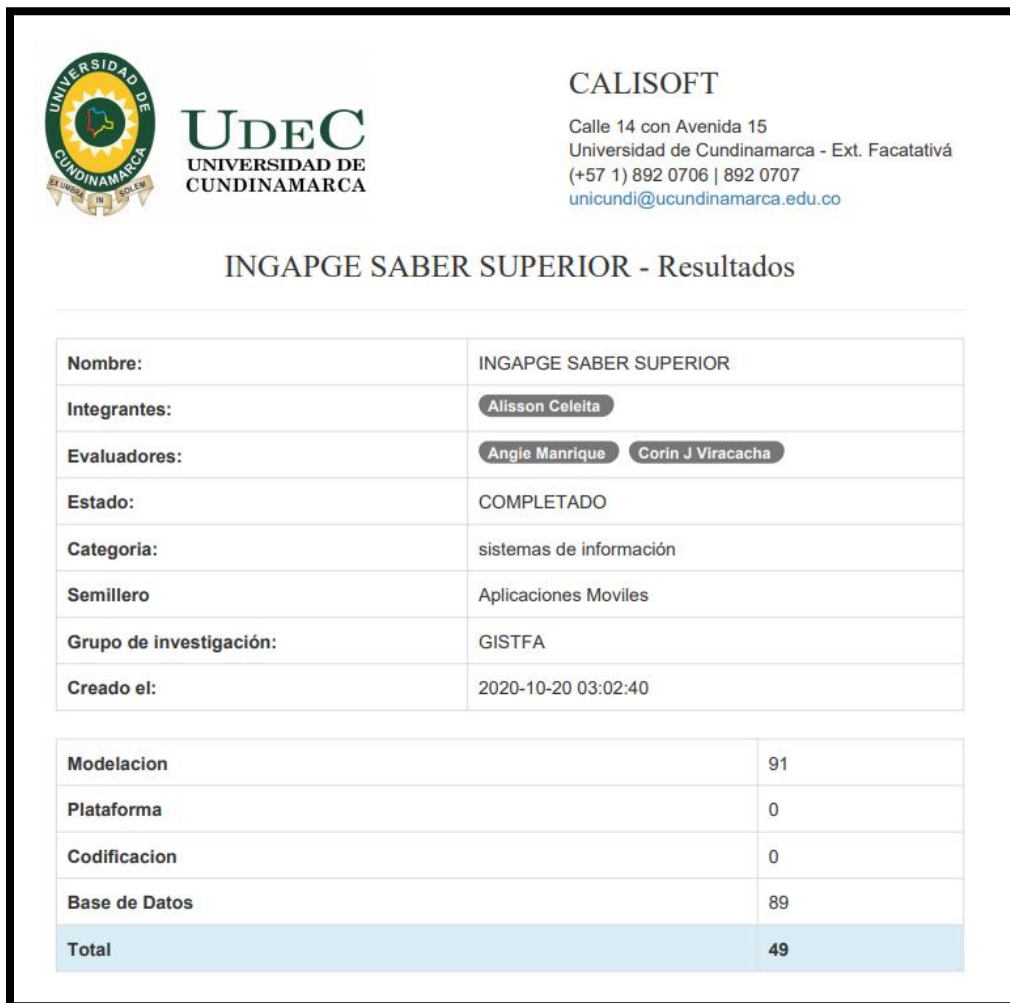 UNIVERSIDAD DE
CUNDINAMARCA
EX UMBRA IN SOLEM
UDEC
UNIVERSIDAD DE
CUNDINAMARCA
CALISOFT
Calle 14 con Avenida 15
Universidad de Cundinamarca - Ext. Facatativá
(+57 1) 892 0706 | 892 0707
unicundi@ucundinamarca.edu.co
INGAPGE SABER SUPERIOR - Resultados
Nombre: INGAPGE SABER SUPERIOR
Integrantes: Alisson Celeita
Evaluadores: Angie Manrique Corin J Viracacha
Estado: COMPLETADO
Categoria: sistemas de información
Semillero Aplicaciones Moviles
Grupo de investigación: GISTFA
Creado el: 2020-10-20 03:02:40
Modelacion 91
Plataforma 0
Codificacion 0
Base de Datos 89
Total 49